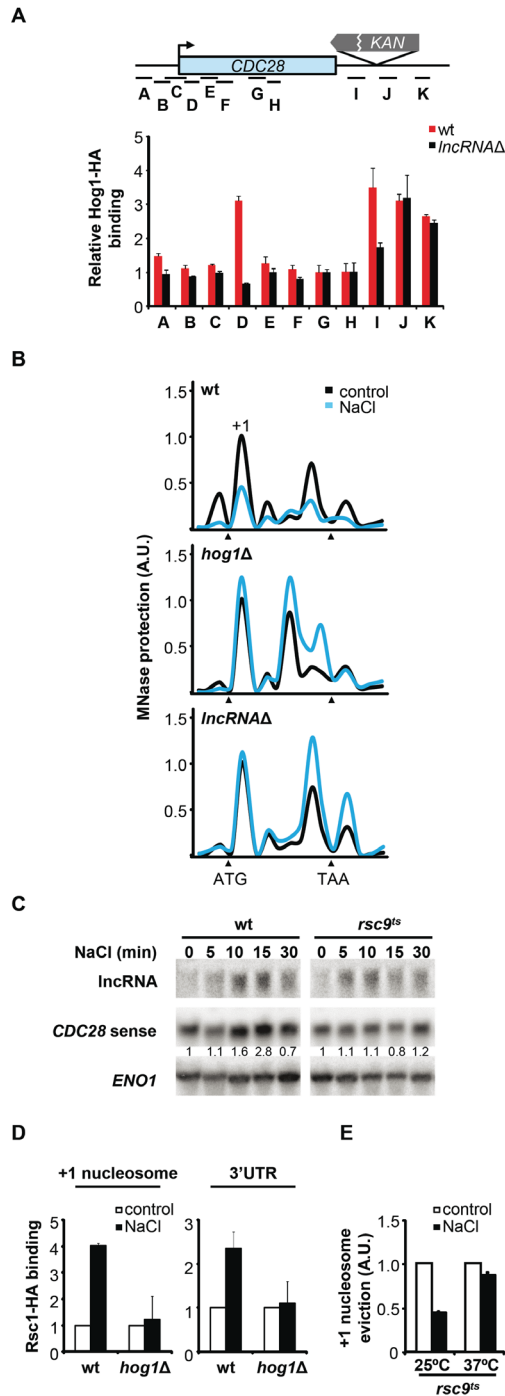 A
KAN
CDC28
A B C D E F G H I J K
wt
lncRNAΔ
Relative Hog1-HA
binding
5
4
3
2
1
0
A B C D E F G H I J K
B
wt
control
NaCl
+1
1.5
1.0
0.5
hog1Δ
1.5
1.0
0.5
lncRNAΔ
1.5
1.0
0.5
MNase protection (A.U.)
ATG TAA
C
wt rsc9ts
NaCl (min) 0 5 10 15 30 0 5 10 15 30
lncRNA
CDC28 sense
1 1.1 1.6 2.8 0.7 1 1.1 1.1 0.8 1.2
ENO1
D
+1 nucleosome 3'UTR
control
NaCl
Rsc1-HA binding
5
4
3
2
1
0
wt hog1Δ
3
2
1
0
wt hog1Δ
E
control
NaCl
+1 nucleosome
eviction (A.U.)
1.5
1.0
0.5
0
25ºC 37ºC
rsc9ts